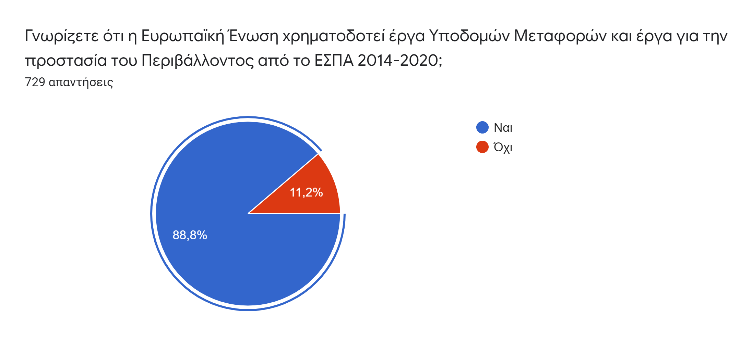 Γνωρίζετε ότι η Ευρωπαϊκή Ένωση χρηματοδοτεί έργα Υποδομών Μεταφορών και έργα για την
προστασία του Περιβάλλοντος από το ΕΣΠΑ 2014-2020;
729 απαντήσεις
Ναι
Όχι
11,2%
88,8%